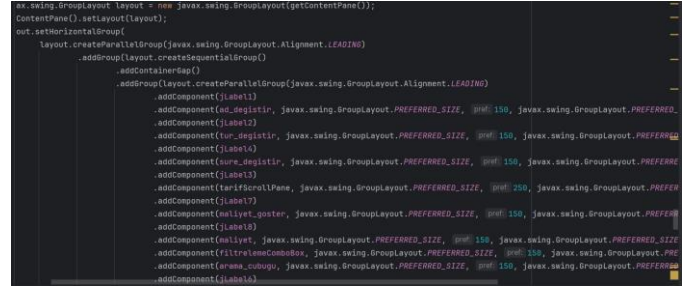 ax.swing.GroupLayout layout = new javax.swing.GroupLayout(getContentPane());
ContentPane().setLayout(layout);
out.setHorizontalGroup(
layout.createParallelGroup(javax.swing.GroupLayout.Alignment.LEADING)
.addGroup(layout.createSequentialGroup()
.addContainerGap()
.addGroup(layout.createParallelGroup(javax.swing.GroupLayout.Alignment.LEADING)
.addComponent(jLabel1)
.addComponent(ad_degistir, javax.swing.GroupLayout.PREFERRED_SIZE, pref: 150, javax.swing.GroupLayout.PREFERRED_
.addComponent(jLabel2)
.addComponent(tur_degistir, javax.swing.GroupLayout.PREFERRED_SIZE, pref: 150, javax.swing.GroupLayout.PREFERRED
.addComponent(jLabel4)
.addComponent(sure_degistir, javax.swing.GroupLayout.PREFERRED_SIZE, pref: 150, javax.swing.GroupLayout.PREFERRE
.addComponent(jLabel3)
.addComponent(tarifScrollPane, javax.swing.GroupLayout.PREFERRED_SIZE, pref: 250, javax.swing.GroupLayout.PREFER
.addComponent(jLabel7)
.addComponent(maliyet_goster, javax.swing.GroupLayout.PREFERRED_SIZE, pref: 150, javax.swing.GroupLayout.PREFERR
.addComponent(jLabel8)
.addComponent(maliyet, javax.swing.GroupLayout.PREFERRED_SIZE, pref: 150, javax.swing.GroupLayout.PREFERRED_SIZE
.addComponent(filtrelemeComboBox, javax.swing.GroupLayout.PREFERRED_SIZE, pref: 150, javax.swing.GroupLayout.PRE
.addComponent(arama_cubugu, javax.swing.GroupLayout.PREFERRED_SIZE, pref: 150, javax.swing.GroupLayout.PREFERRED
.addComponent(jLabel6)